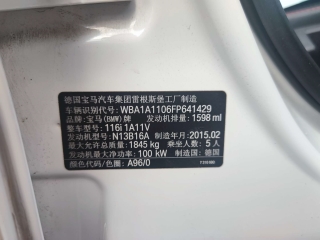 德国宝马汽车集团雷根斯堡工厂制造
车辆识别代号: WBA1A1106FP641429
品牌: 宝马(BMW)牌 发动机排量: 1598 ml
整车型号: 116i 1A11V
发动机型号: N13B16A 制造年月: 2015.02
最大允许总质量: 1845 kg 乘坐人数: 5 人
发动机最大净功率: 100 kW 制造国: 德国
颜色代码/色圈: A96/0